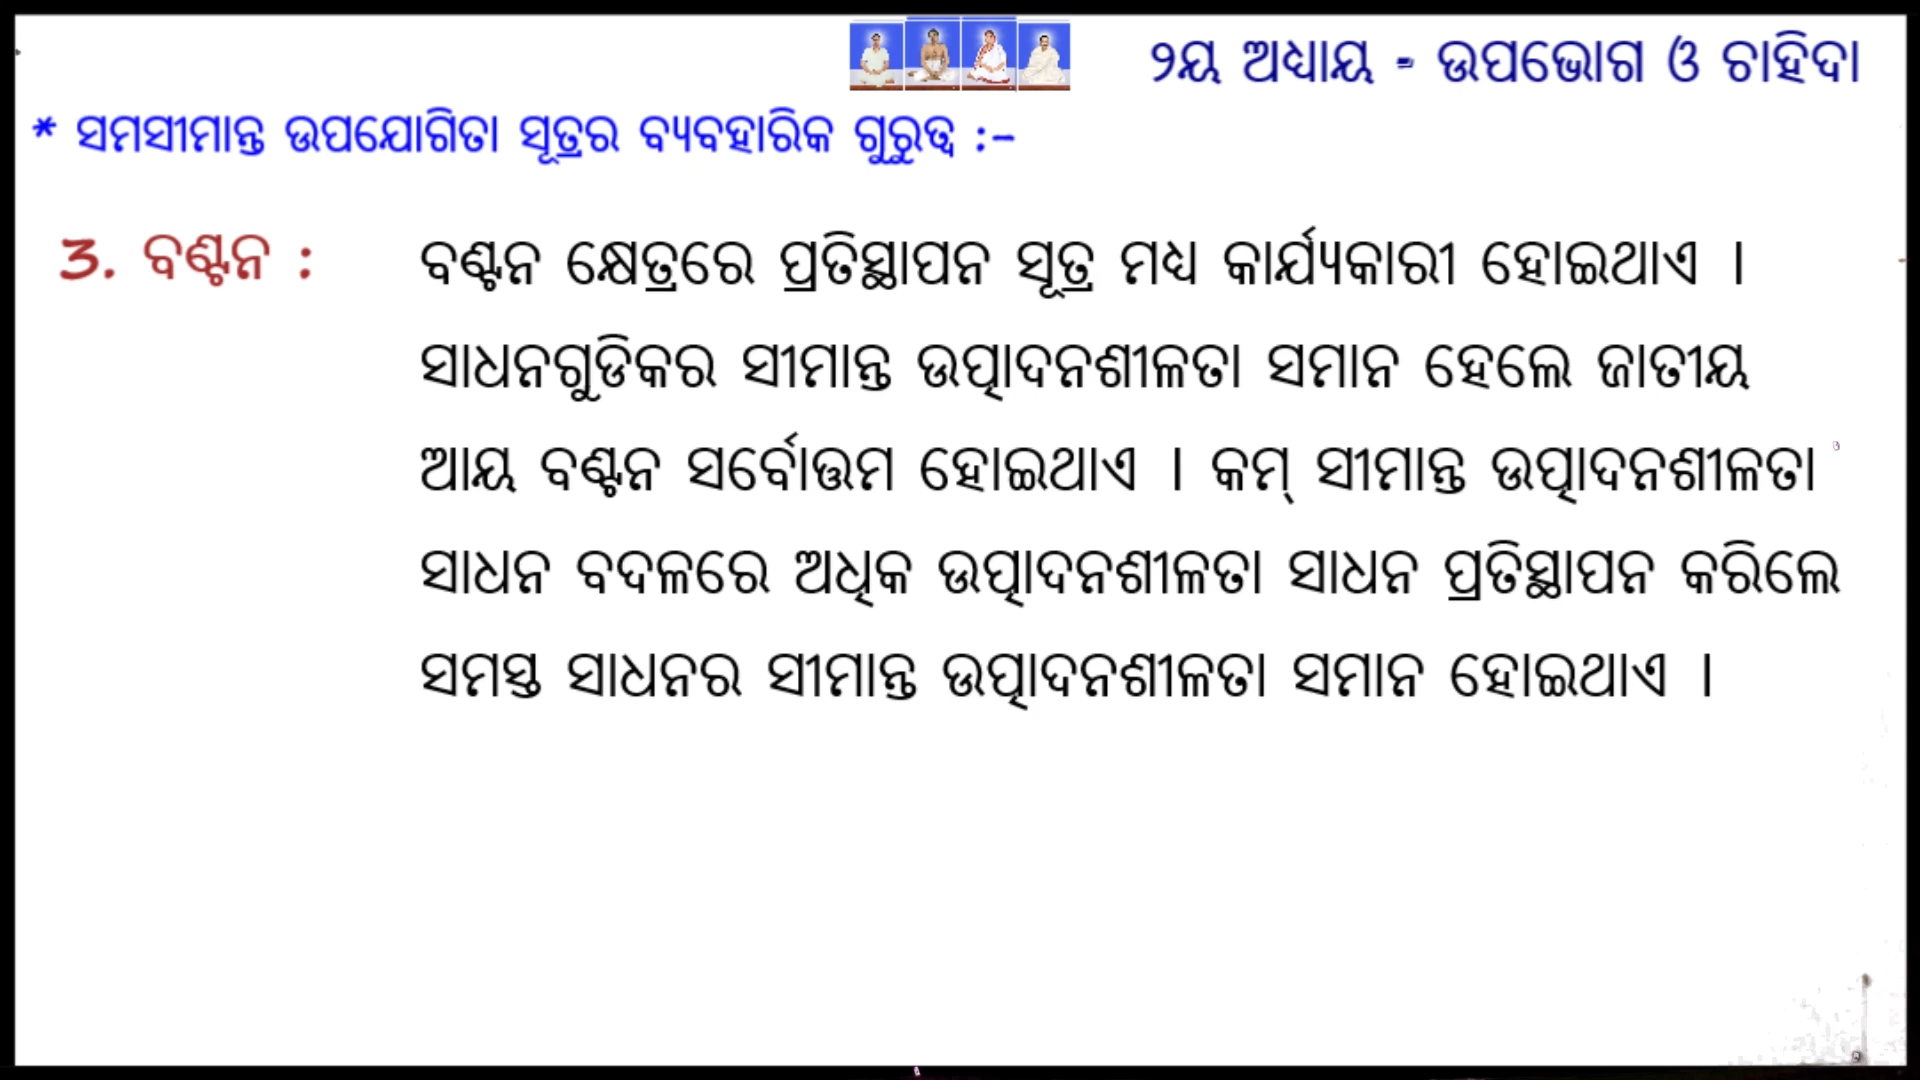 ୨ୟ ଅଧ୍ୟାୟ - ଉପଭୋଗ ଓ ଚାହିଦା
* ସମସୀମାନ୍ତ ଉପଯୋଗିତା ସୂତ୍ରର ବ୍ୟବହାରିକ ଗୁରୁତ୍ୱ :-
3. ବଣ୍ଟନ : ବଣ୍ଟନ କ୍ଷେତ୍ରରେ ପ୍ରତିସ୍ଥାପନ ସୂତ୍ର ମଧ୍ୟ କାର୍ଯ୍ୟକାରୀ ହୋଇଥାଏ ।
ସାଧନଗୁଡିକର ସୀମାନ୍ତ ଉତ୍ପାଦନଶୀଳତା ସମାନ ହେଲେ ଜାତୀୟ
ଆୟ ବଣ୍ଟନ ସର୍ବୋତ୍ତମ ହୋଇଥାଏ । କମ୍ ସୀମାନ୍ତ ଉତ୍ପାଦନଶୀଳତା
ସାଧନ ବଦଳରେ ଅଧିକ ଉତ୍ପାଦନଶୀଳତା ସାଧନ ପ୍ରତିସ୍ଥାପନ କରିଲେ
ସମସ୍ତ ସାଧନର ସୀମାନ୍ତ ଉତ୍ପାଦନଶୀଳତା ସମାନ ହୋଇଥାଏ ।